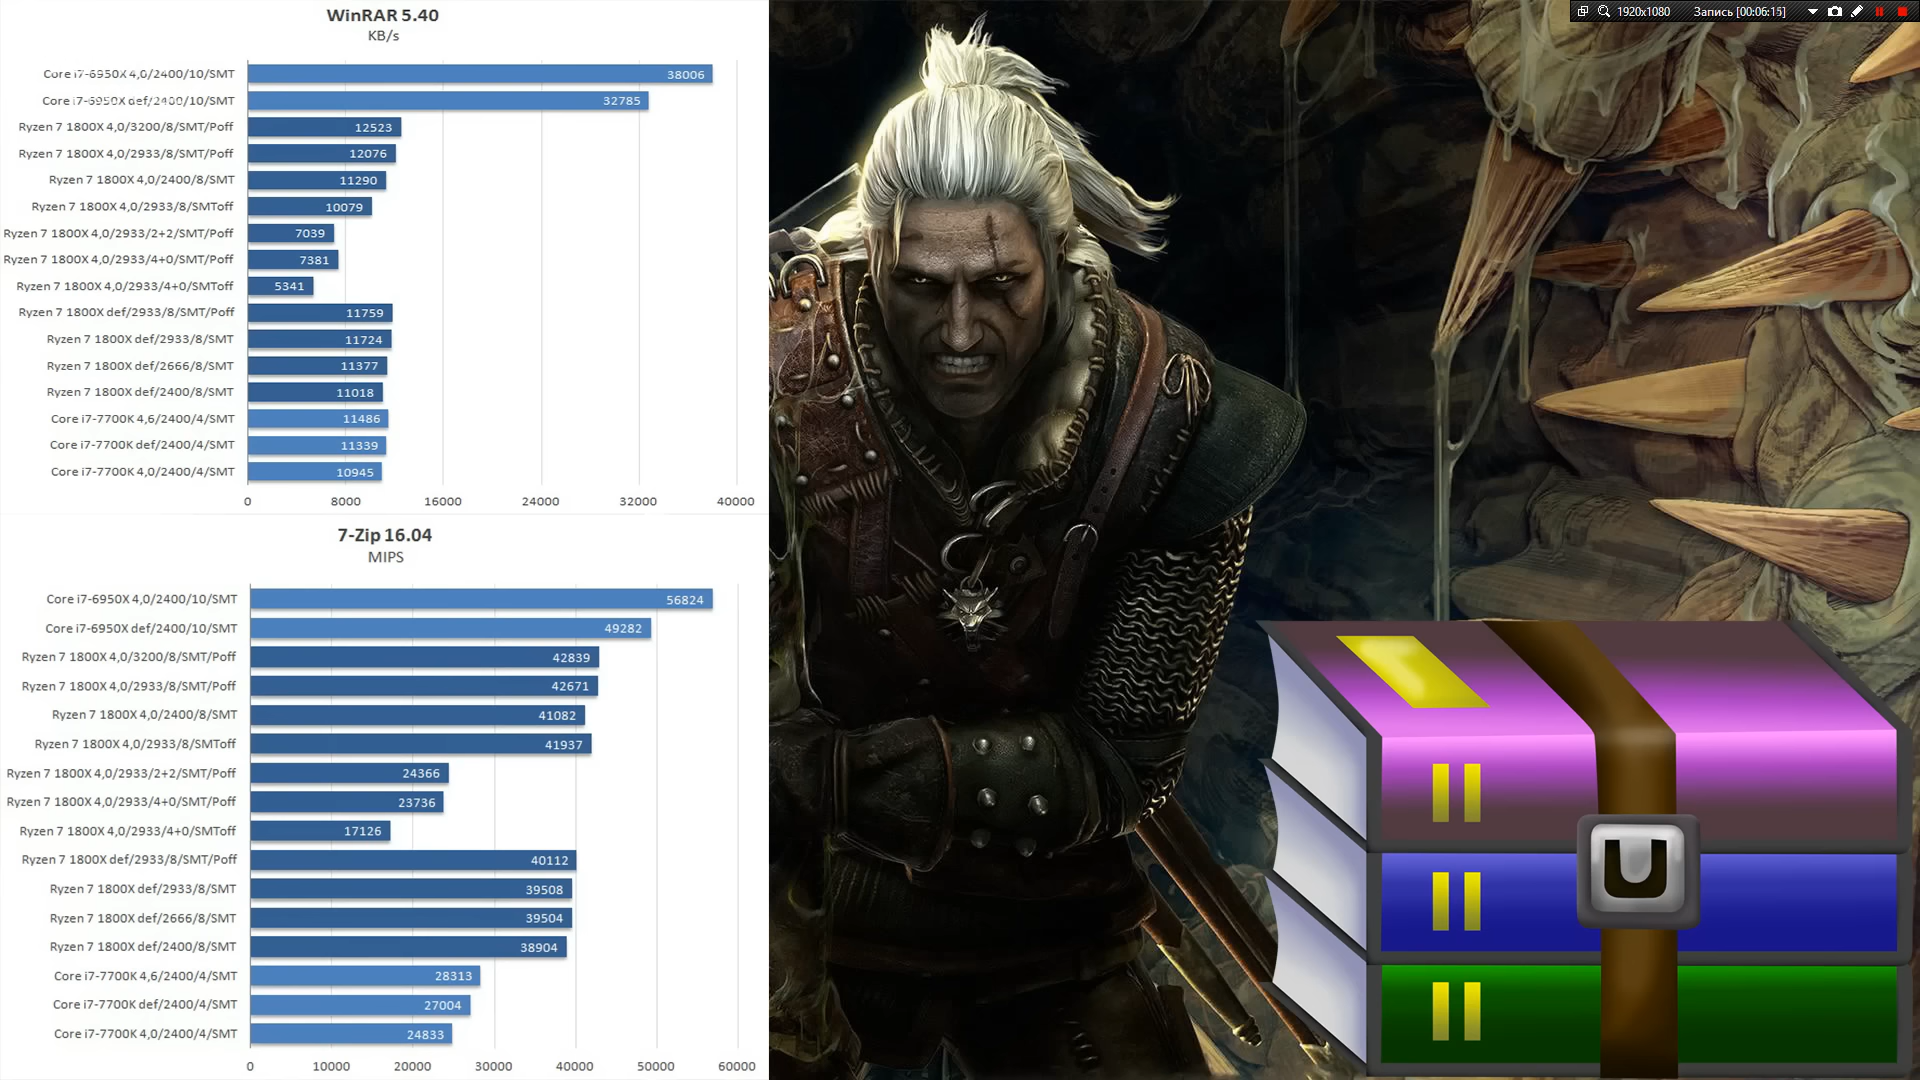 1920x1080 Запись [00:06:15]
WinRAR 5.40
KB/s
Core i7-6950X 4,0/2400/10/SMT 38006
Core i7-6950X def/2400/10/SMT 32785
Ryzen 7 1800X 4,0/3200/8/SMT/Poff 12523
Ryzen 7 1800X 4,0/2933/8/SMT/Poff 12076
Ryzen 7 1800X 4,0/2400/8/SMT 11290
Ryzen 7 1800X 4,0/2933/8/SMToff 10079
Ryzen 7 1800X 4,0/2933/2+2/SMT/Poff 7039
Ryzen 7 1800X 4,0/2933/4+0/SMT/Poff 7381
Ryzen 7 1800X 4,0/2933/4+0/SMToff 5341
Ryzen 7 1800X def/2933/8/SMT/Poff 11759
Ryzen 7 1800X def/2933/8/SMT 11724
Ryzen 7 1800X def/2666/8/SMT 11377
Ryzen 7 1800X def/2400/8/SMT 11018
Core i7-7700K 4,6/2400/4/SMT 11486
Core i7-7700K def/2400/4/SMT 11339
Core i7-7700K 4,0/2400/4/SMT 10945
0 8000 16000 24000 32000 40000
7-Zip 16.04
MIPS
Core i7-6950X 4,0/2400/10/SMT 56824
Core i7-6950X def/2400/10/SMT 49282
Ryzen 7 1800X 4,0/3200/8/SMT/Poff 42839
Ryzen 7 1800X 4,0/2933/8/SMT/Poff 42671
Ryzen 7 1800X 4,0/2400/8/SMT 41082
Ryzen 7 1800X 4,0/2933/8/SMToff 41937
Ryzen 7 1800X 4,0/2933/2+2/SMT/Poff 24366
Ryzen 7 1800X 4,0/2933/4+0/SMT/Poff 23736
Ryzen 7 1800X 4,0/2933/4+0/SMToff 17126
Ryzen 7 1800X def/2933/8/SMT/Poff 40112
Ryzen 7 1800X def/2933/8/SMT 39508
Ryzen 7 1800X def/2666/8/SMT 39504
Ryzen 7 1800X def/2400/8/SMT 38904
Core i7-7700K 4,6/2400/4/SMT 28313
Core i7-7700K def/2400/4/SMT 27004
Core i7-7700K 4,0/2400/4/SMT 24833
0 10000 20000 30000 40000 50000 60000